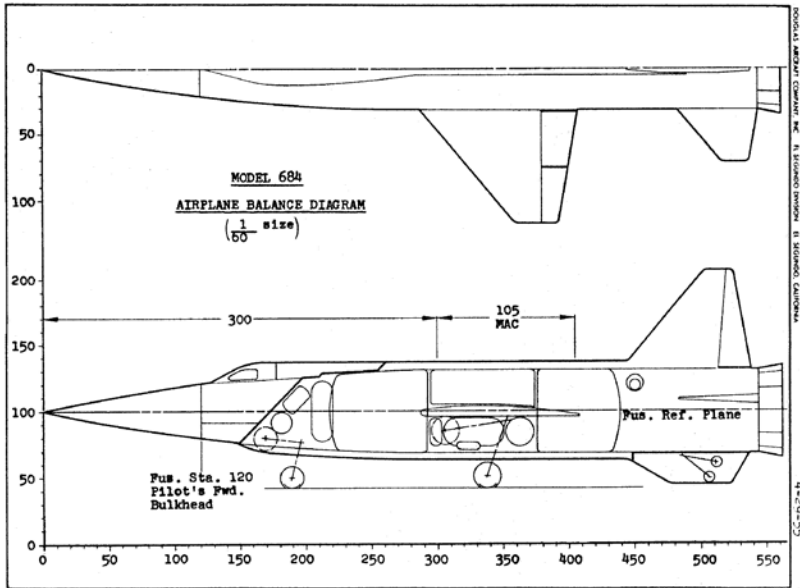 0
50
100
MODEL 684
AIRPLANE BALANCE DIAGRAM
(1/60 size)
200
150
100
50
0
300
105
MAC
Fus. Ref. Plane
Fus. Sta. 120
Pilot's Fwd.
Bulkhead
0 50 100 150 200 250 300 350 400 450 500 550
DOUGLAS AIRCRAFT COMPANY, INC. EL SEGUNDO DIVISION EL SEGUNDO, CALIFORNIA